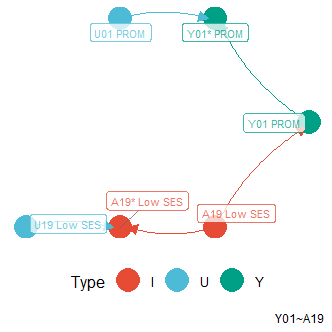 U01 PROM
Y01* PROM
Y01 PROM
A19* Low SES
A19 Low SES
U19 Low SES
Type I U Y
Y01~A19